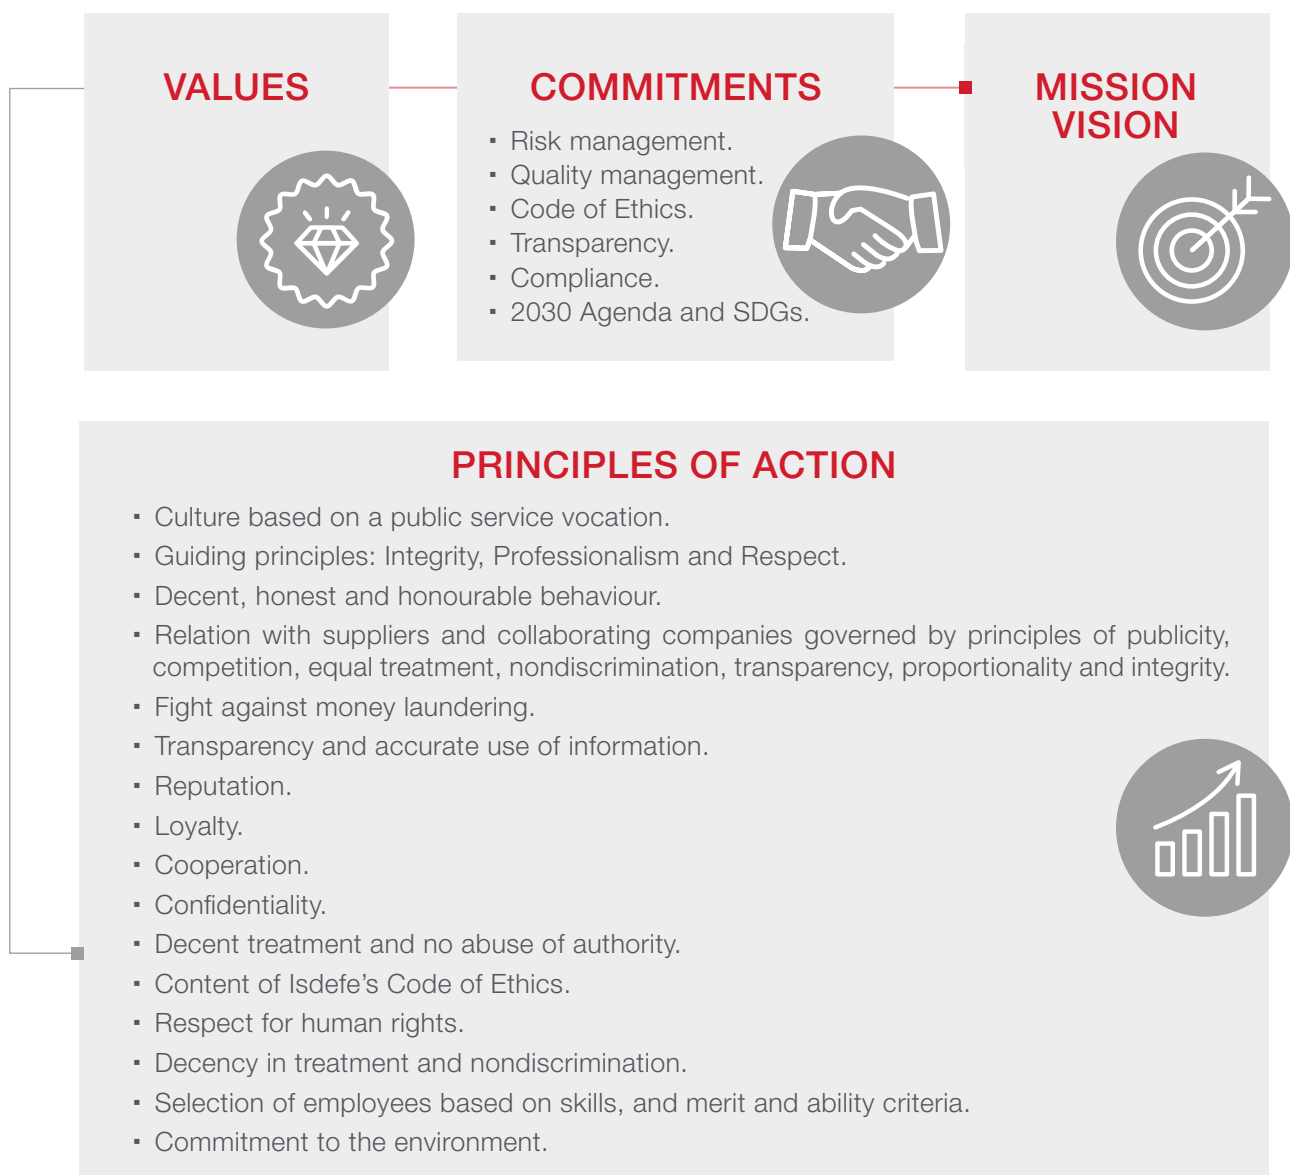 VALUES
COMMITMENTS
▪ Risk management.
▪ Quality management.
▪ Code of Ethics.
▪ Transparency.
▪ Compliance.
▪ 2030 Agenda and SDGs.
MISSION
VISION
PRINCIPLES OF ACTION
▪ Culture based on a public service vocation.
▪ Guiding principles: Integrity, Professionalism and Respect.
▪ Decent, honest and honourable behaviour.
▪ Relation with suppliers and collaborating companies governed by principles of publicity,
competition, equal treatment, nondiscrimination, transparency, proportionality and integrity.
▪ Fight against money laundering.
▪ Transparency and accurate use of information.
▪ Reputation.
▪ Loyalty.
▪ Cooperation.
▪ Confidentiality.
▪ Decent treatment and no abuse of authority.
▪ Content of Isdefe’s Code of Ethics.
▪ Respect for human rights.
▪ Decency in treatment and nondiscrimination.
▪ Selection of employees based on skills, and merit and ability criteria.
▪ Commitment to the environment.